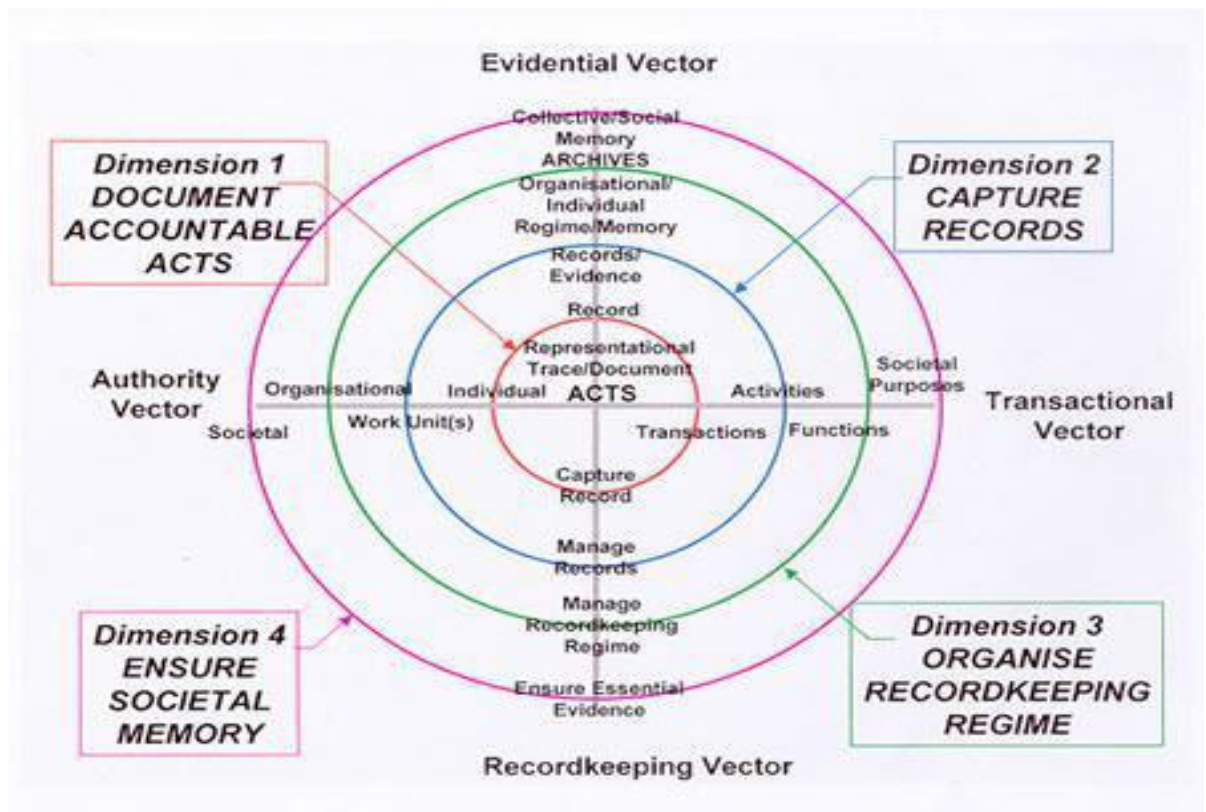 Evidential Vector
Collective/Social
Memory
ARCHIVES
Dimension 1
DOCUMENT
ACCOUNTABLE
ACTS
Dimension 2
CAPTURE
RECORDS
Organisational/
Individual
Regime/Memory
Records/
Evidence
Record
Representational
Trace/Document
ACTS
Authority
Vector
Organisational
Individual
Societal
Work Unit(s)
Activities
Societal
Purposes
Transactions
Functions
Transactional
Vector
Capture
Record
Manage
Records
Manage
Recordkeeping
Regime
Ensure Essential
Evidence
Dimension 4
ENSURE
SOCIETAL
MEMORY
Dimension 3
ORGANISE
RECORDKEEPING
REGIME
Recordkeeping Vector